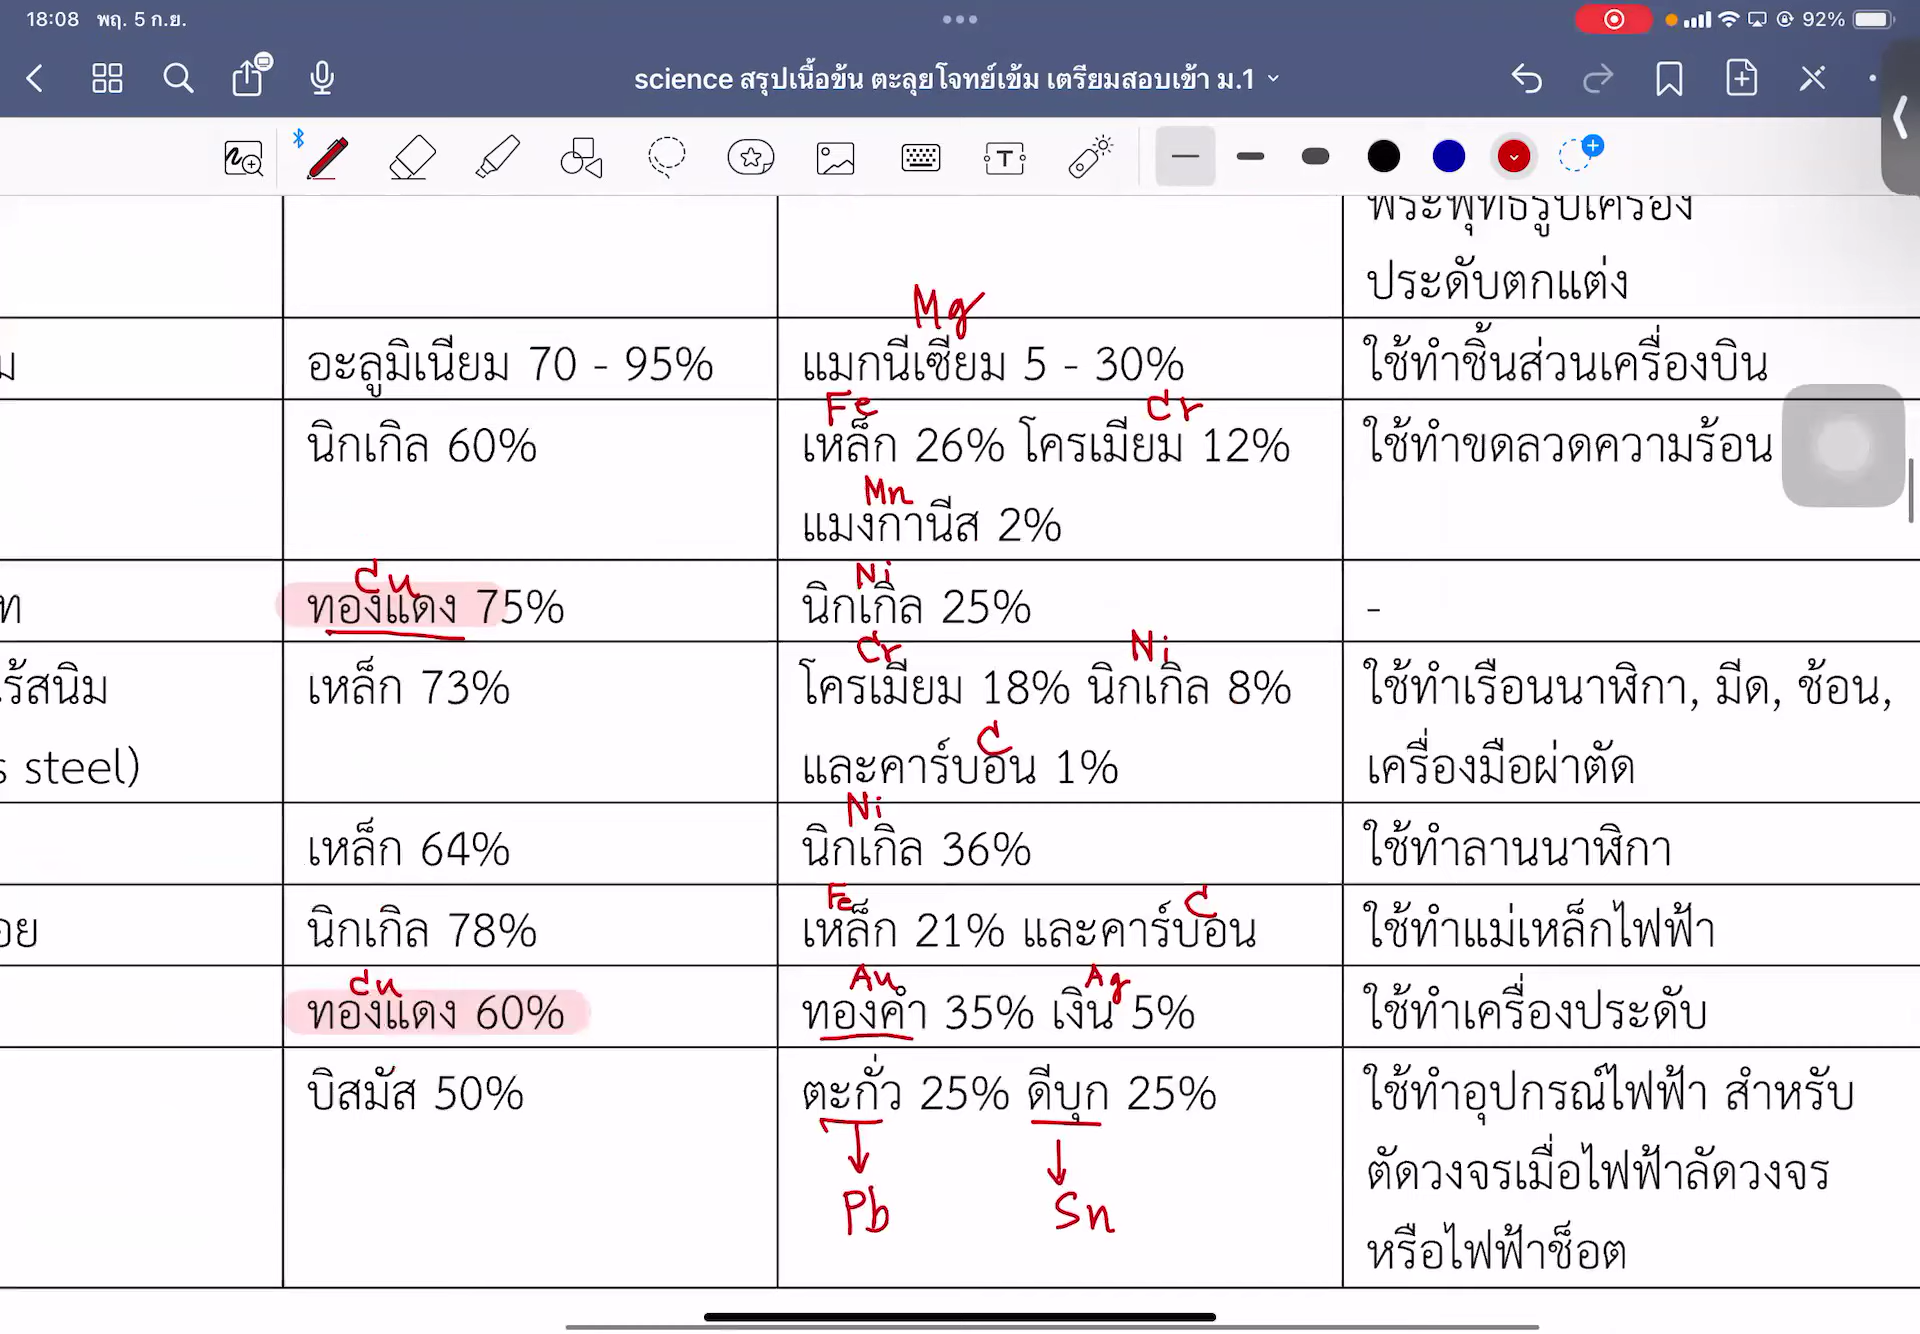 18:08 พฤ. 5 ก.ย.
92%
science สรุปเนื้อข้น ตะลุยโจทย์เข้ม เตรียมสอบเข้า ม.1
T
พระพุทธรูปเครื่อง
ประดับตกแต่ง
Mg
ม อะลูมิเนียม 70 - 95% แมกนีเซียม 5 - 30% ใช้ทำชิ้นส่วนเครื่องบิน
Fe Cr
นิกเกิล 60% เหล็ก 26% โครเมียม 12% ใช้ทำขดลวดความร้อน
Mn
แมงกานีส 2%
Cu Ni
ท ทองแดง 75% นิกเกิล 25% -
Cr Ni
ร้สนิม เหล็ก 73% โครเมียม 18% นิกเกิล 8% ใช้ทำเรือนนาฬิกา, มีด, ช้อน,
C
s steel) และคาร์บอน 1% เครื่องมือผ่าตัด
Ni
เหล็ก 64% นิกเกิล 36% ใช้ทำลานนาฬิกา
Fe C
อย นิกเกิล 78% เหล็ก 21% และคาร์บอน ใช้ทำแม่เหล็กไฟฟ้า
Cu Au Ag
ทองแดง 60% ทองคำ 35% เงิน 5% ใช้ทำเครื่องประดับ
บิสมัส 50% ตะกั่ว 25% ดีบุก 25% ใช้ทำอุปกรณ์ไฟฟ้า สำหรับ
ตัดวงจรเมื่อไฟฟ้าลัดวงจร
Pb Sn
หรือไฟฟ้าช็อต